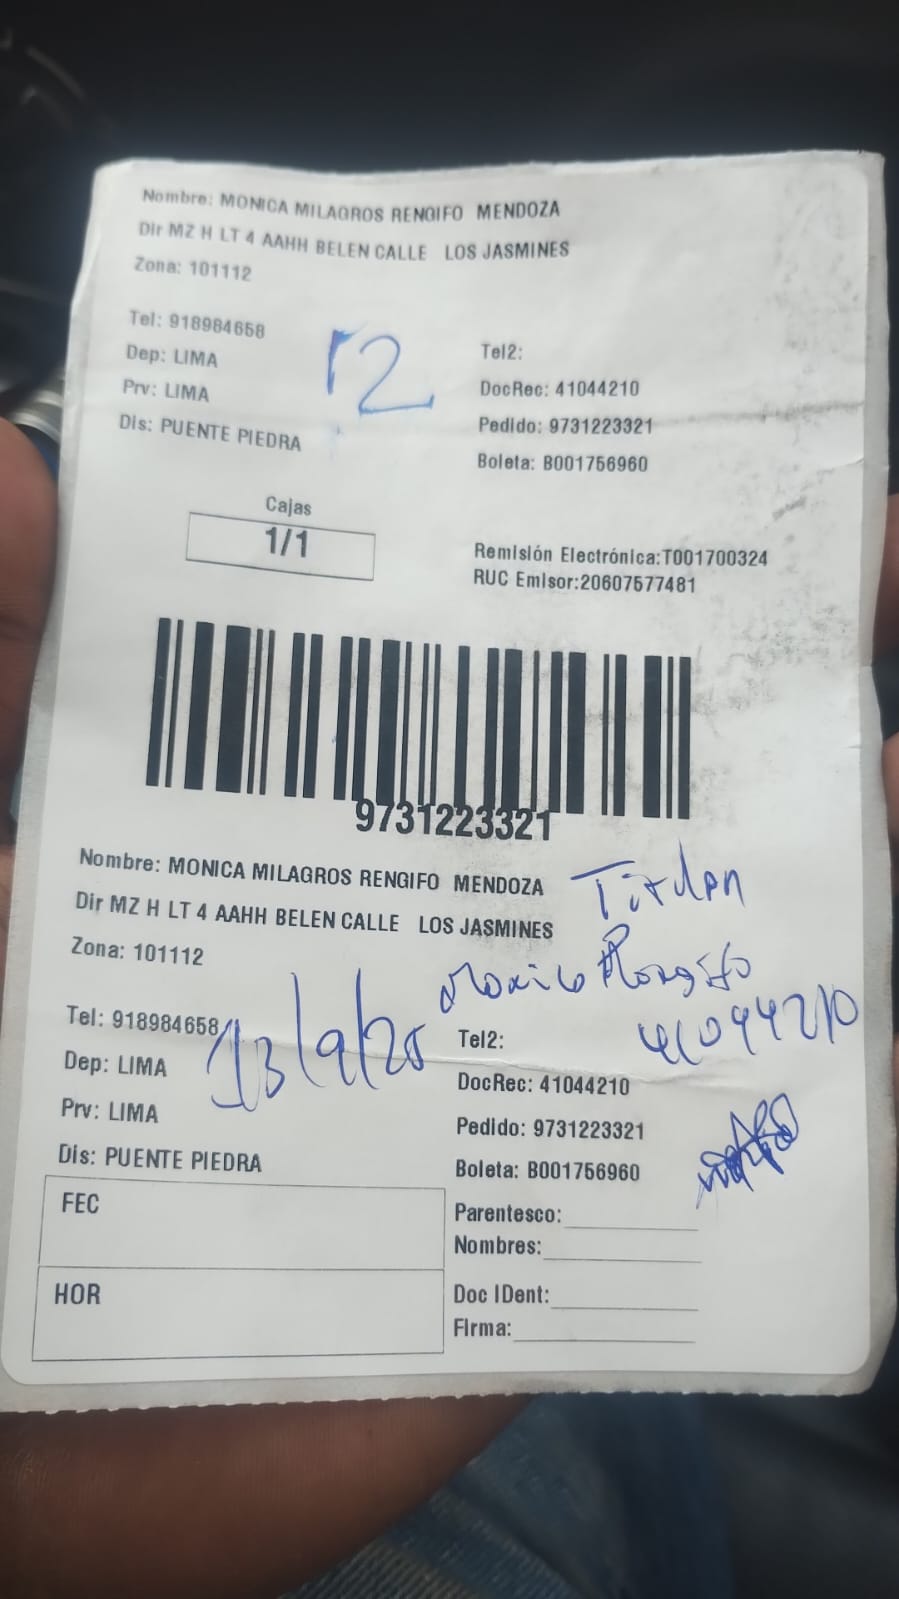 Nombre: MONICA MILAGROS RENGIFO MENDOZA
Dir MZ H LT 4 AAHH BELEN CALLE LOS JASMINES
Zona: 101112
Tel: 918984658
Dep: LIMA
Prv: LIMA
Dis: PUENTE PIEDRA
Tel2:
DocRec: 41044210
Pedido: 9731223321
Boleta: B001756960
Cajas
1/1
Remisión Electrónica:T001700324
RUC Emisor:20607577481
9731223321
Nombre: MONICA MILAGROS RENGIFO MENDOZA
Dir MZ H LT 4 AAHH BELEN CALLE LOS JASMINES
Zona: 101112
Tel: 918984658
Dep: LIMA
Prv: LIMA
Dis: PUENTE PIEDRA
13/9/25
Rengifo
41044210
Tel2:
DocRec: 41044210
Pedido: 9731223321
Boleta: B001756960
FEC
HOR
Parentesco:
Nombres:
Doc IDent:
Firma: